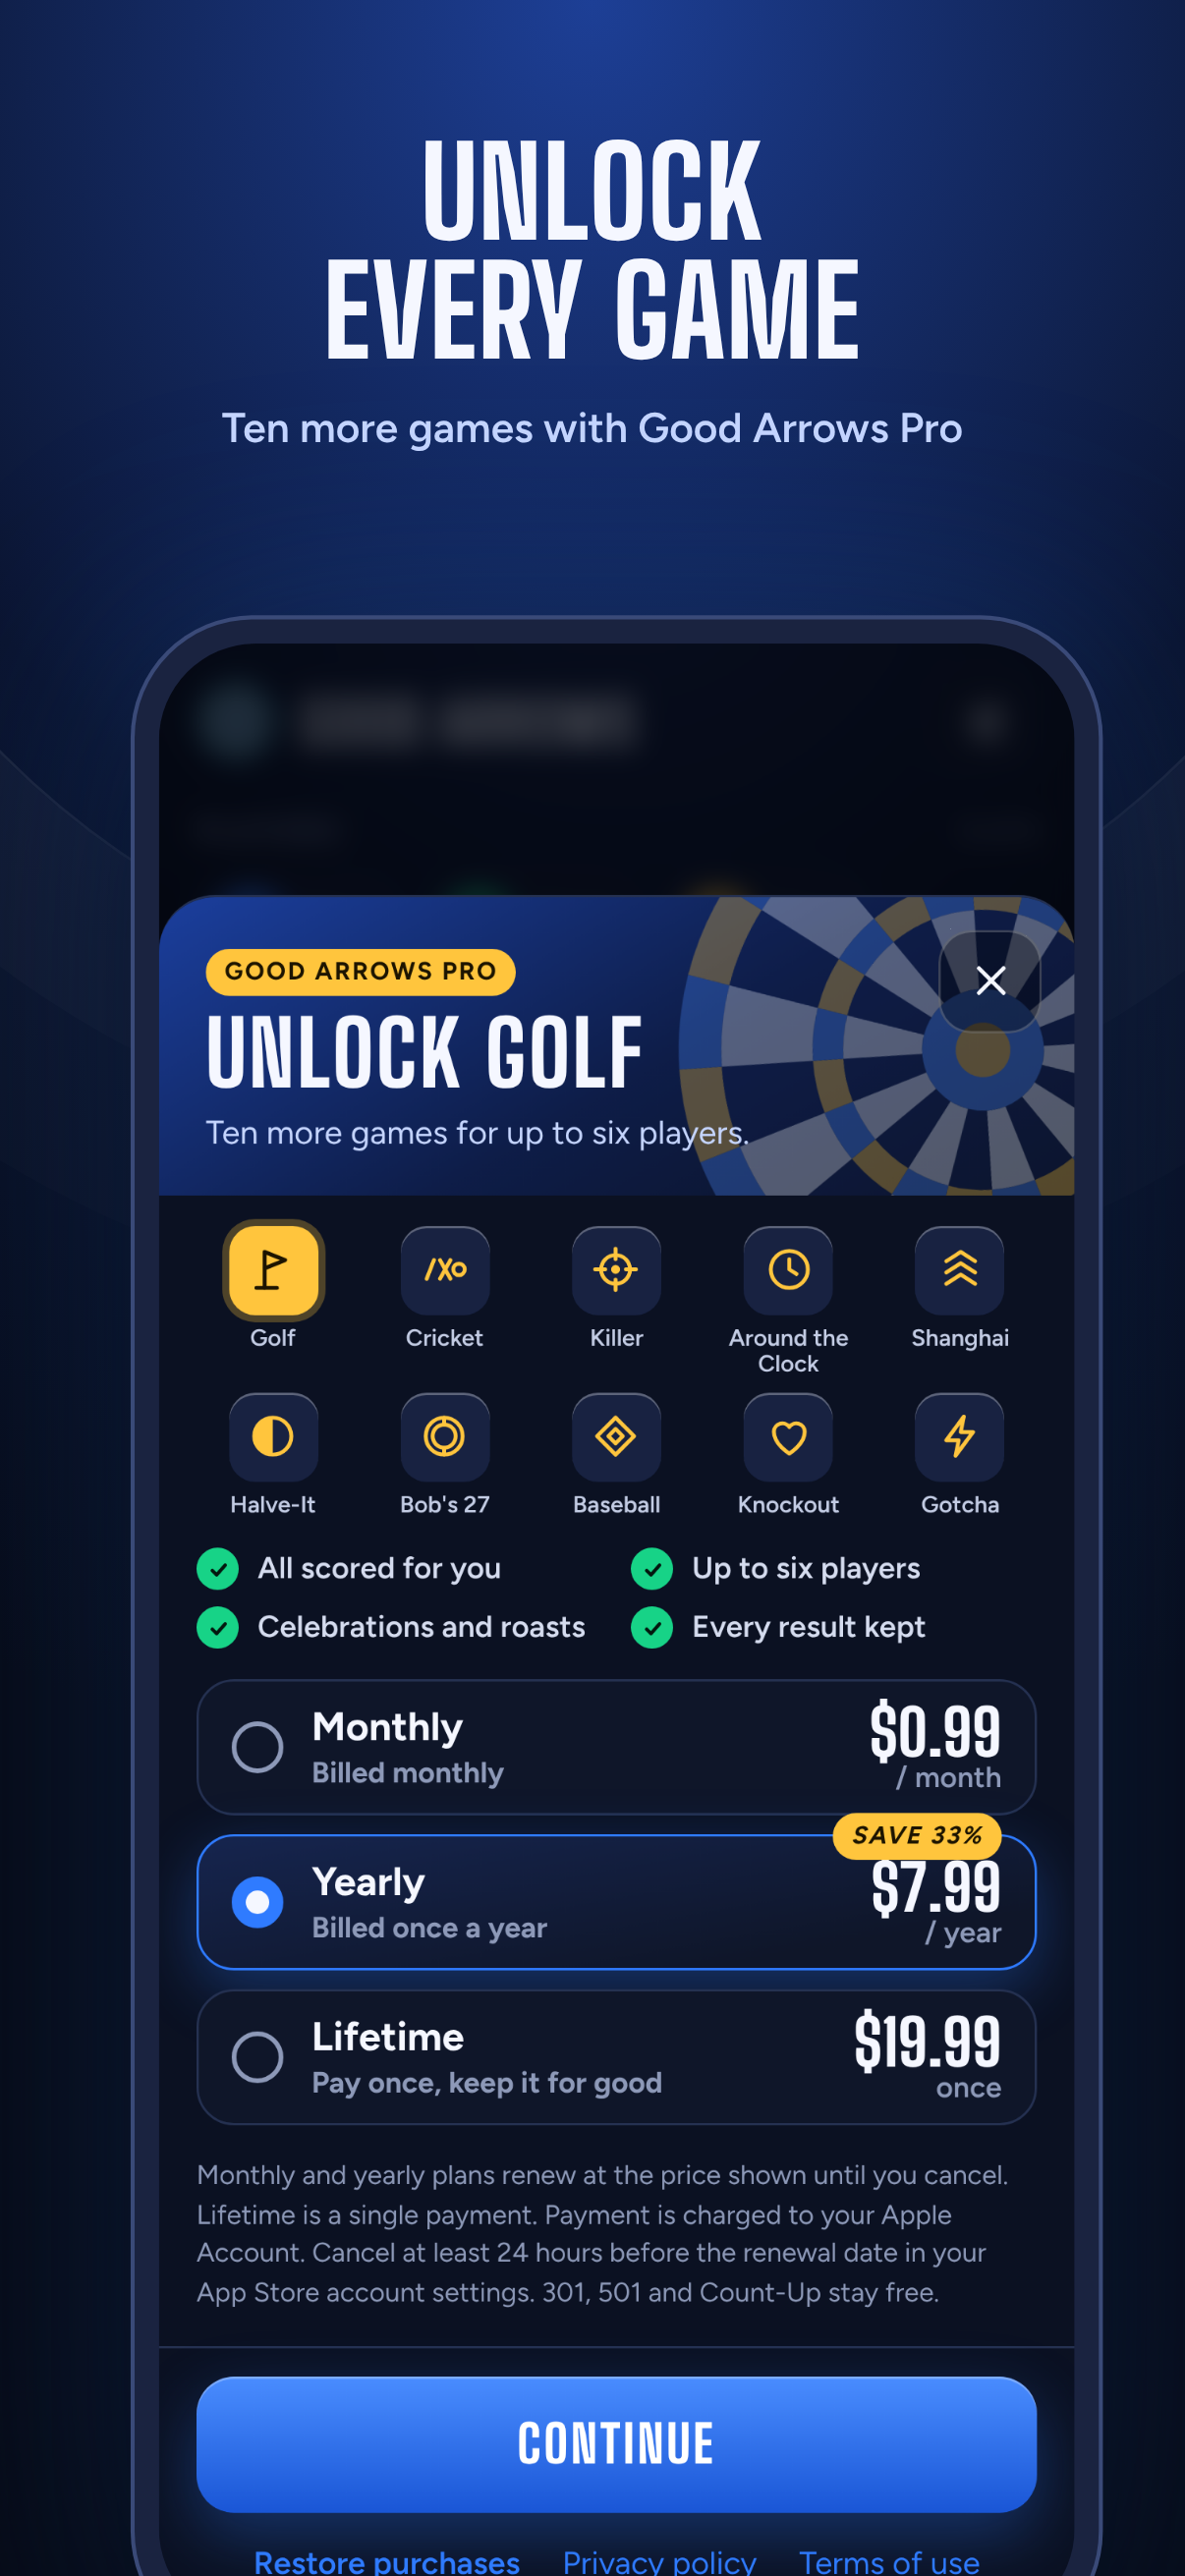 UNLOCK
EVERY GAME
Ten more games with Good Arrows Pro
GOOD ARROWS PRO
UNLOCK GOLF
Ten more games for up to six players.
Golf
Cricket
Killer
Around the
Clock
Shanghai
Halve-It
Bob's 27
Baseball
Knockout
Gotcha
All scored for you
Up to six players
Celebrations and roasts
Every result kept
Monthly
Billed monthly
$0.99
/ month
SAVE 33%
Yearly
Billed once a year
$7.99
/ year
Lifetime
Pay once, keep it for good
$19.99
once
Monthly and yearly plans renew at the price shown until you cancel.
Lifetime is a single payment. Payment is charged to your Apple
Account. Cancel at least 24 hours before the renewal date in your
App Store account settings. 301, 501 and Count-Up stay free.
CONTINUE
Restore purchases
Privacy policy
Terms of use